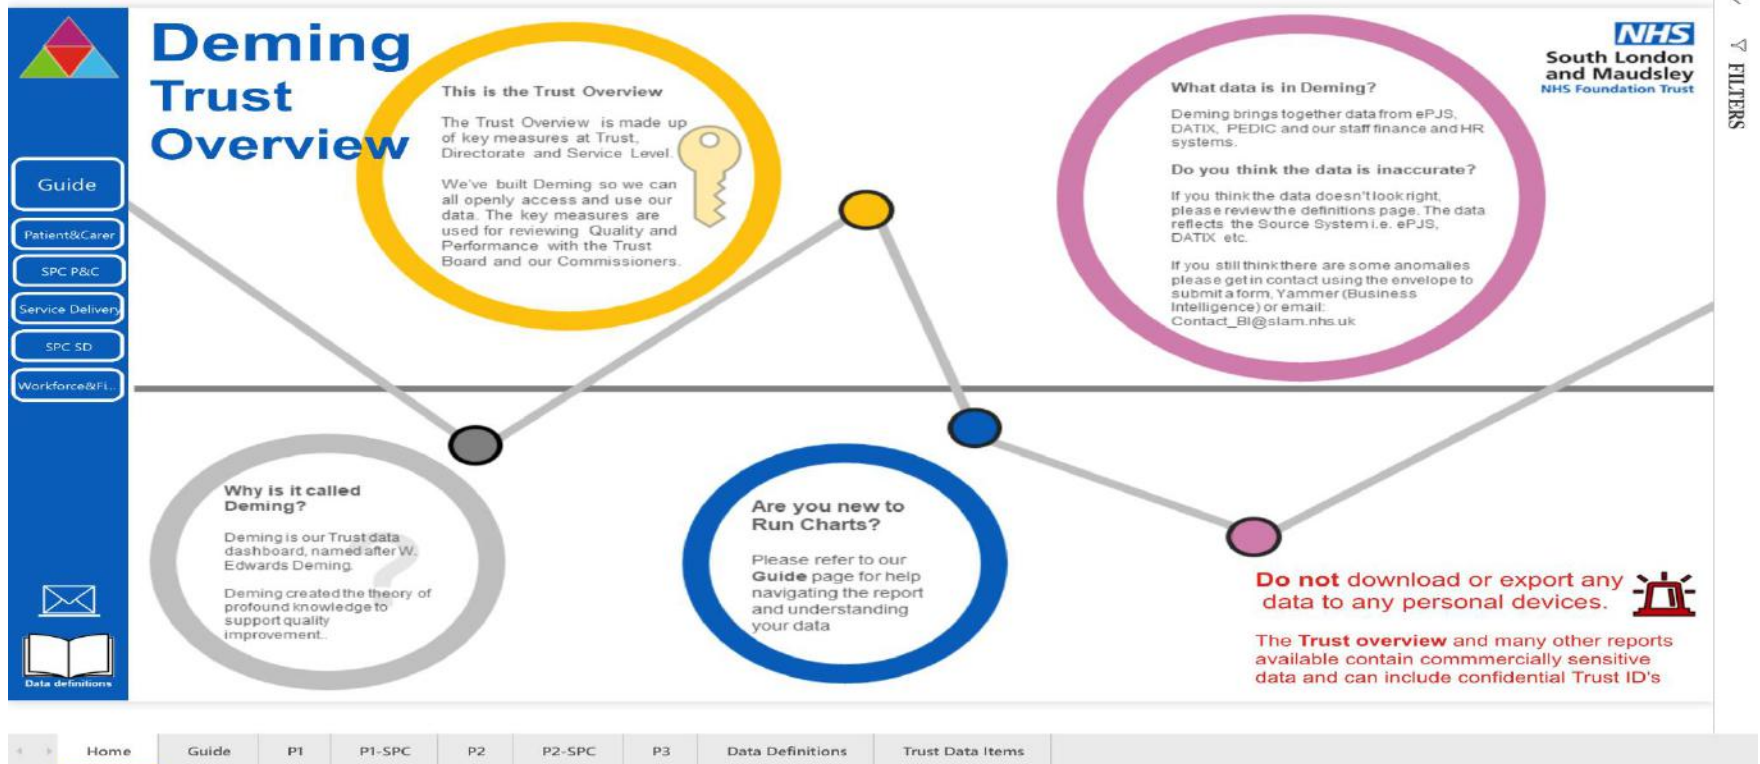 Deming
Trust
Overview
Guide
Patient&Carer
SPC P&C
Service Delivery
SPC SD
Workforce&Fi...
Data definitions
This is the Trust Overview
The Trust Overview is made up
of key measures at Trust,
Directorate and Service Level.
We've built Deming so we can
all openly access and use our
data. The key measures are
used for reviewing Quality and
Performance with the Trust
Board and our Commissioners.
What data is in Deming?
Deming brings together data from ePJS,
DATIX, PEDIC and our staff finance and HR
systems.
Do you think the data is inaccurate?
If you think the data doesn't look right,
please review the definitions page. The data
reflects the Source System i.e. ePJS,
DATIX etc.
If you still think there are some anomalies
please get in contact using the envelope to
submit a form, Yammer (Business
Intelligence) or email:
Contact_BI@slam.nhs.uk
NHS
South London
and Maudsley
NHS Foundation Trust
FILTERS
Why is it called
Deming?
Deming is our Trust data
dashboard, named after W.
Edwards Deming.
Deming created the theory of
profound knowledge to
support quality
improvement..
?
Are you new to
Run Charts?
Please refer to our
Guide page for help
navigating the report
and understanding
your data
Do not download or export any
data to any personal devices.
The Trust overview and many other reports
available contain commmercially sensitive
data and can include confidential Trust ID's
Home Guide P1 P1-SPC P2 P2-SPC P3 Data Definitions Trust Data Items